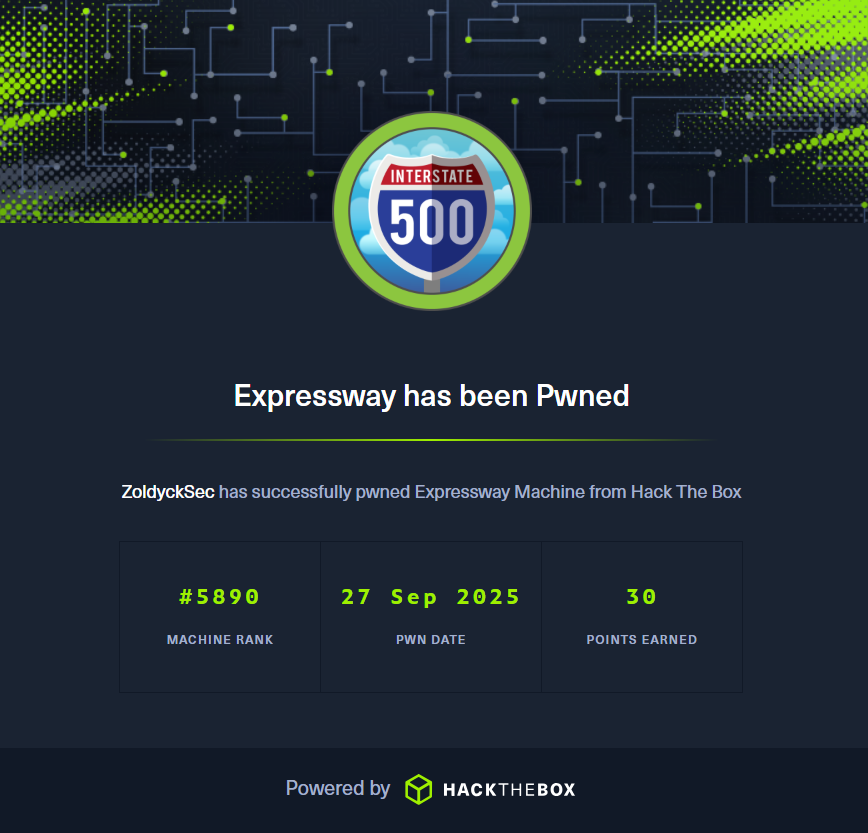 INTERSTATE
500
Expressway has been Pwned
ZoldyckSec has successfully pwned Expressway Machine from Hack The Box
#5890
MACHINE RANK
27 Sep 2025
PWN DATE
30
POINTS EARNED
Powered by HACKTHEBOX